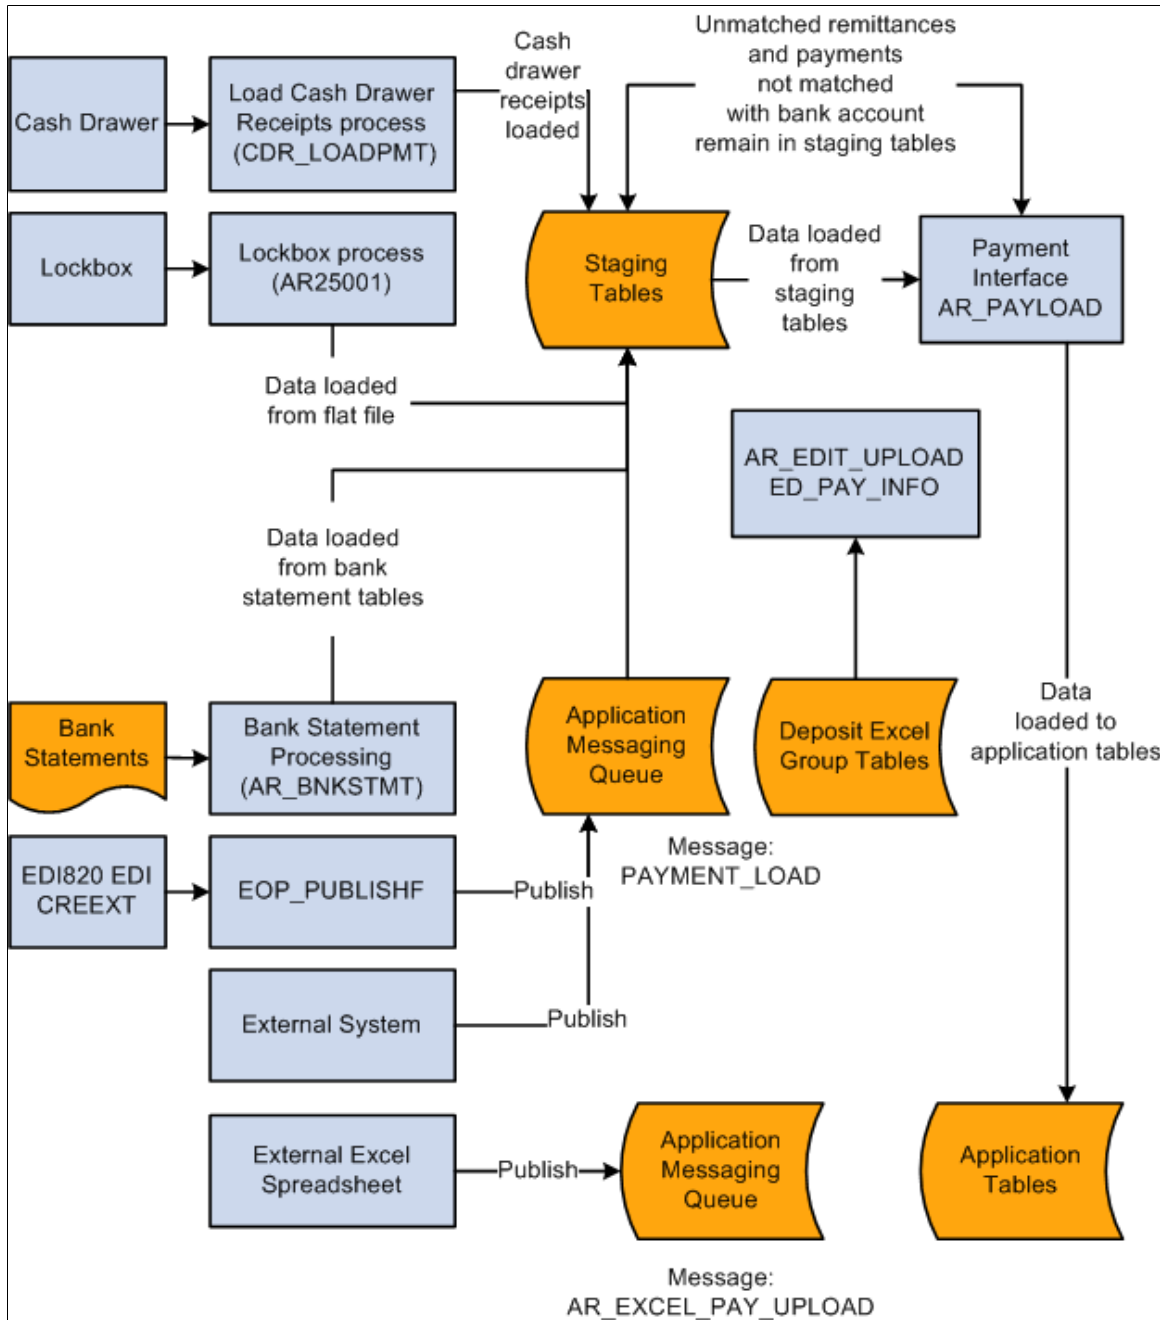 Cash Drawer
Load Cash Drawer
Receipts process
(CDR_LOADPMT)
Cash
drawer
receipts
loaded
Unmatched remittances
and payments
not matched
with bank account
remain in staging tables
Lockbox
Lockbox process
(AR25001)
Staging
Tables
Data loaded
from
staging
tables
Payment
Interface
AR_PAYLOAD
Data loaded
from flat file
AR_EDIT_UPLOAD
ED_PAY_INFO
Data loaded
from bank
statement tables
Bank
Statements
Bank Statement
Processing
(AR_BNKSTMT)
Application
Messaging
Queue
Deposit Excel
Group Tables
Data
loaded to
application tables
Message:
PAYMENT_LOAD
EDI820 EDI
CREEXT
EOP_PUBLISHF
Publish
External System
Publish
External Excel
Spreadsheet
Publish
Application
Messaging
Queue
Application
Tables
Message:
AR_EXCEL_PAY_UPLOAD